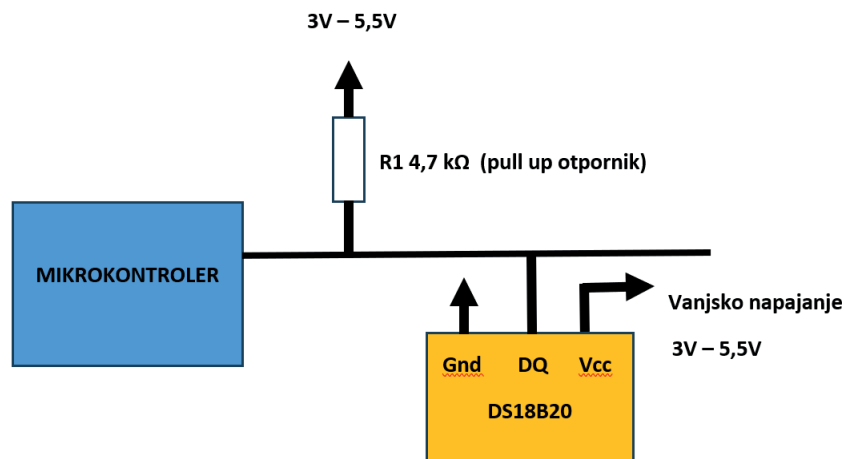 3V – 5,5V
R1 4,7 kΩ (pull up otpornik)
MIKROKONTROLER
Vanjsko napajanje
3V – 5,5V
Gnd DQ Vcc
DS18B20